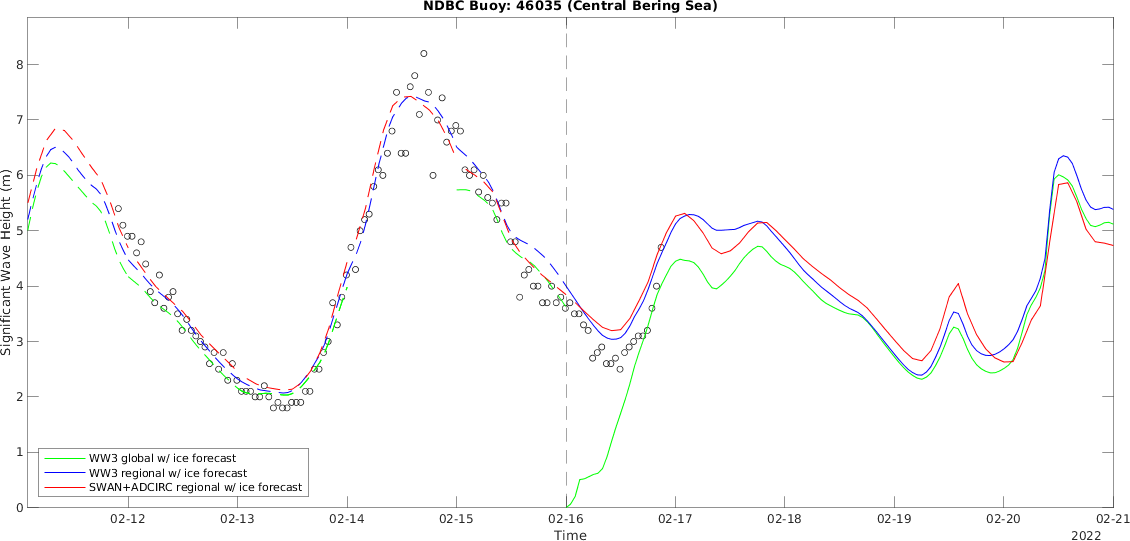 NDBC Buoy: 46035 (Central Bering Sea)
Significant Wave Height (m)
8
7
6
5
4
3
2
1
0
WW3 global w/ ice forecast
WW3 regional w/ ice forecast
SWAN+ADCIRC regional w/ ice forecast
02-12 02-13 02-14 02-15 02-16 02-17 02-18 02-19 02-20 02-21
Time
2022